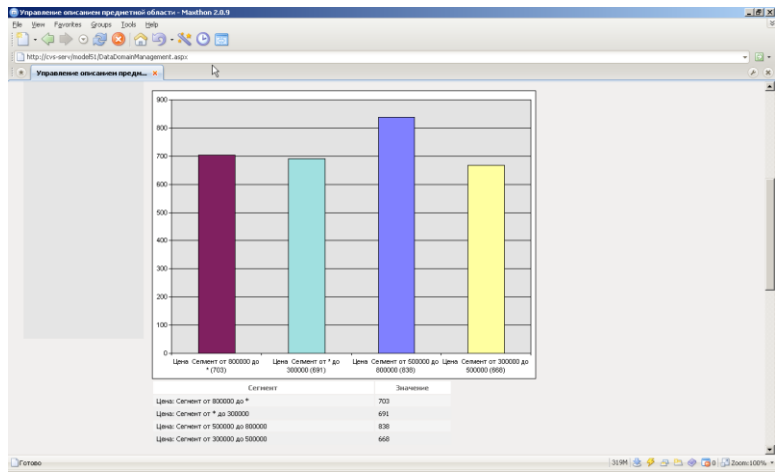 Управление описанием предметной области - Maxthon 2.0.9
File View Favorites Groups Tools Help
http://cvs-serv/model51/DataDomainManagement.aspx
Управление описанием предм...
900
800
700
600
500
400
300
200
100
0
Цена Сегмент от 800000 до * (703)
Цена Сегмент от * до 300000 (691)
Цена Сегмент от 500000 до 800000 (838)
Цена Сегмент от 300000 до 500000 (668)
Сегмент Значение
Цена: Сегмент от 800000 до * 703
Цена: Сегмент от * до 300000 691
Цена: Сегмент от 500000 до 800000 838
Цена: Сегмент от 300000 до 500000 668
Готово 319M 0 Zoom:100%